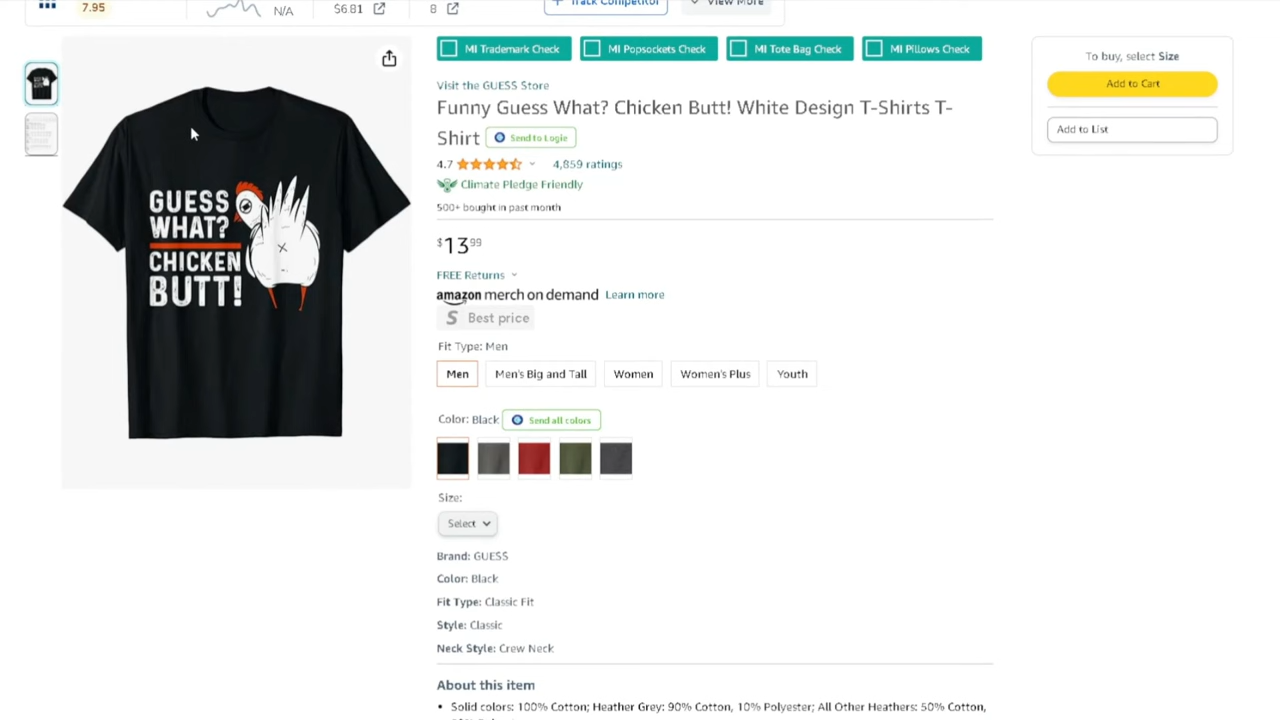 7.95
N/A
$6.81
8
+ Track Competitor
View More
MI Trademark Check
MI Popsockets Check
MI Tote Bag Check
MI Pillows Check
To buy, select Size
Add to Cart
Add to List
Visit the GUESS Store
Funny Guess What? Chicken Butt! White Design T-Shirts T-
Shirt
Send to Logie
4.7
4,859 ratings
Climate Pledge Friendly
500+ bought in past month
$13 99
FREE Returns
amazon merch on demand Learn more
S Best price
Fit Type: Men
Men
Men's Big and Tall
Women
Women's Plus
Youth
Color: Black
Send all colors
Size:
Select
Brand: GUESS
Color: Black
Fit Type: Classic Fit
Style: Classic
Neck Style: Crew Neck
About this item
• Solid colors: 100% Cotton; Heather Grey: 90% Cotton, 10% Polyester; All Other Heathers: 50% Cotton,
GUESS
WHAT?
CHICKEN
BUTT!